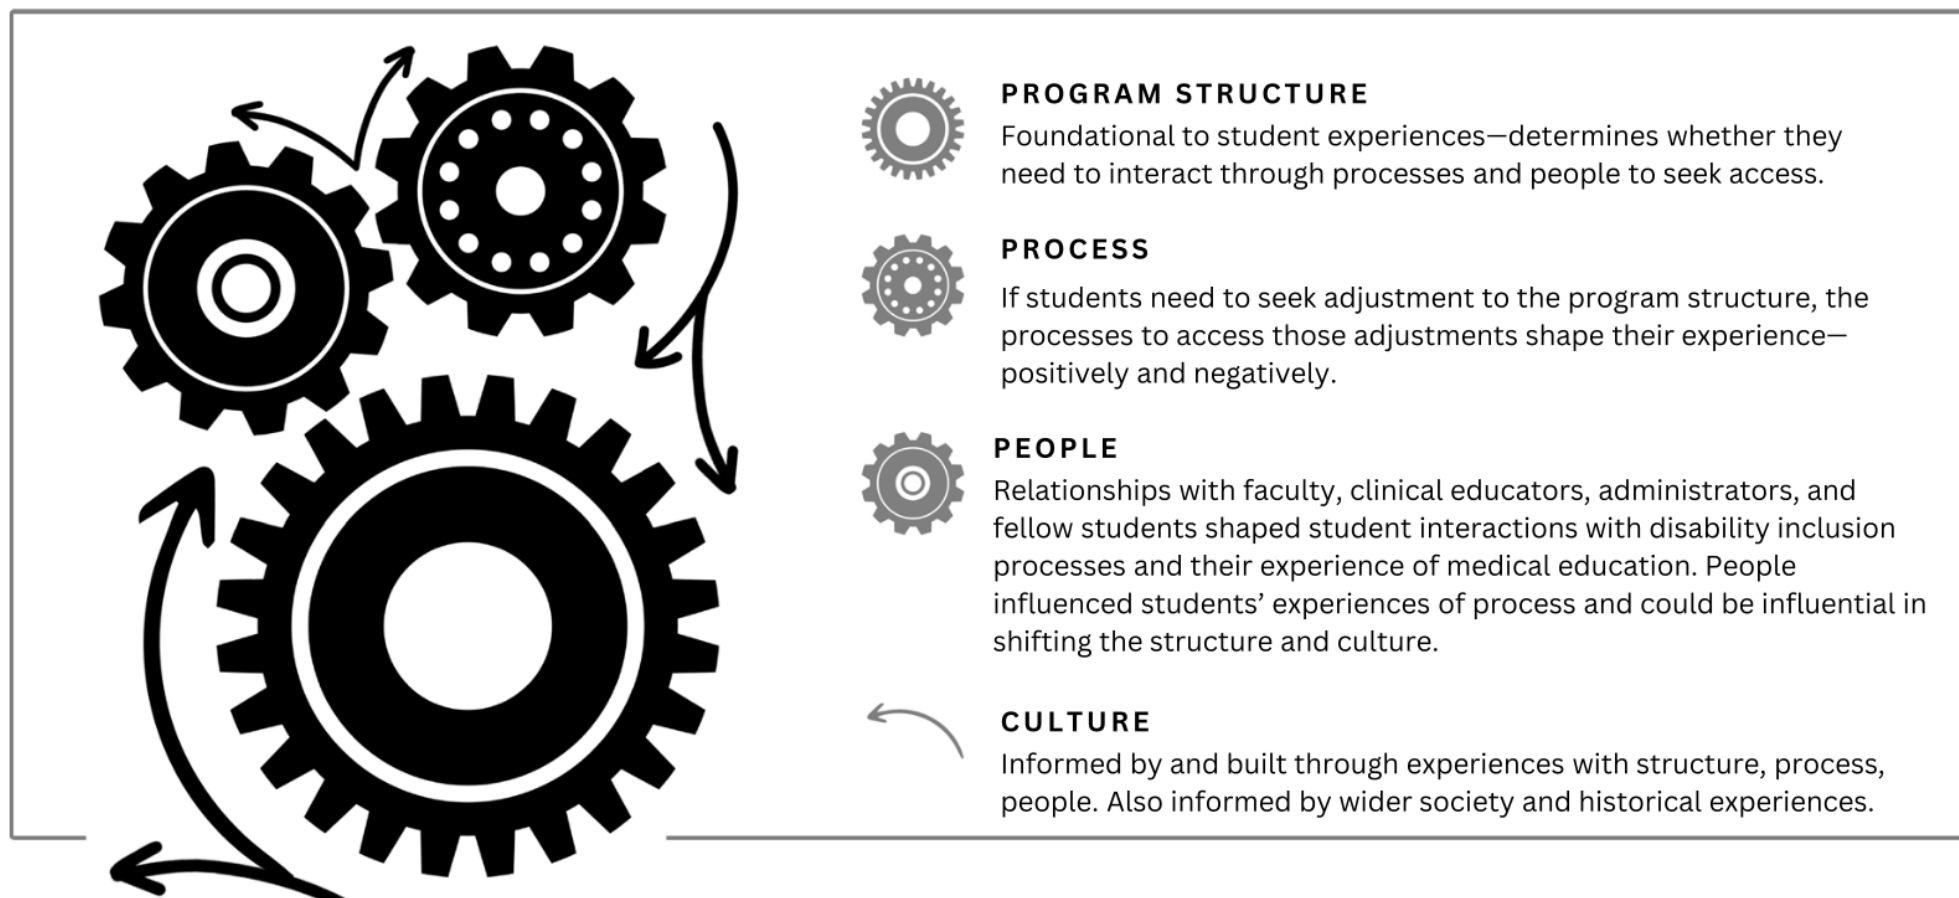 PROGRAM STRUCTURE
Foundational to student experiences—determines whether they
need to interact through processes and people to seek access.
PROCESS
If students need to seek adjustment to the program structure, the
processes to access those adjustments shape their experience—
positively and negatively.
PEOPLE
Relationships with faculty, clinical educators, administrators, and
fellow students shaped student interactions with disability inclusion
processes and their experience of medical education. People
influenced students’ experiences of process and could be influential in
shifting the structure and culture.
CULTURE
Informed by and built through experiences with structure, process,
people. Also informed by wider society and historical experiences.